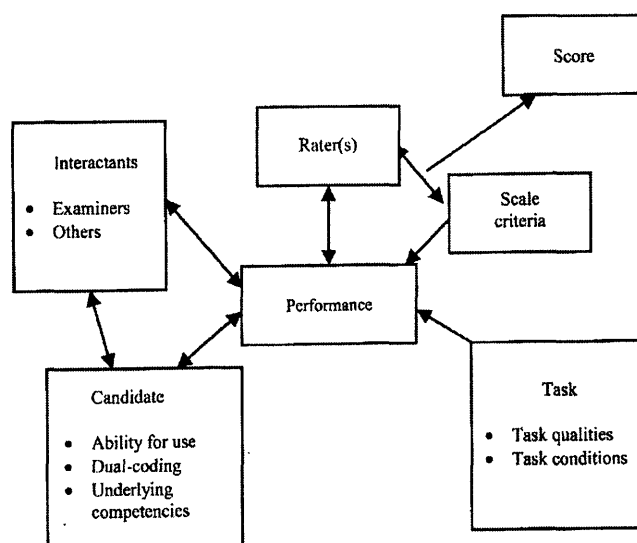 Score
Rater(s)
Interactants
• Examiners
• Others
Scale
criteria
Performance
Candidate
• Ability for use
• Dual-coding
• Underlying
competencies
Task
• Task qualities
• Task conditions